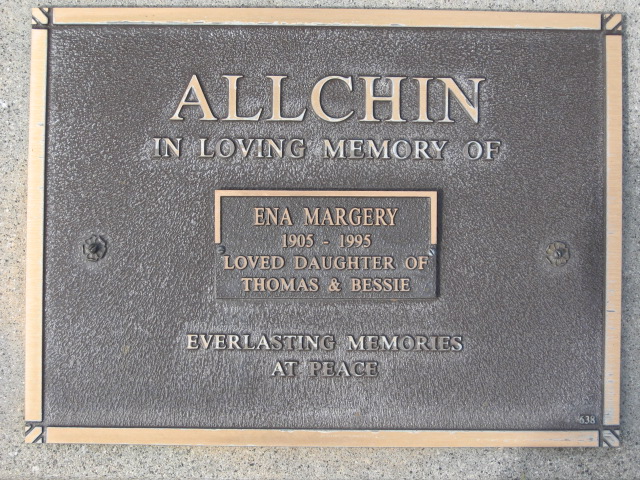 ALLCHIN
IN LOVING MEMORY OF
ENA MARGERY
1905 - 1995
LOVED DAUGHTER OF
THOMAS & BESSIE
EVERLASTING MEMORIES
AT PEACE
638